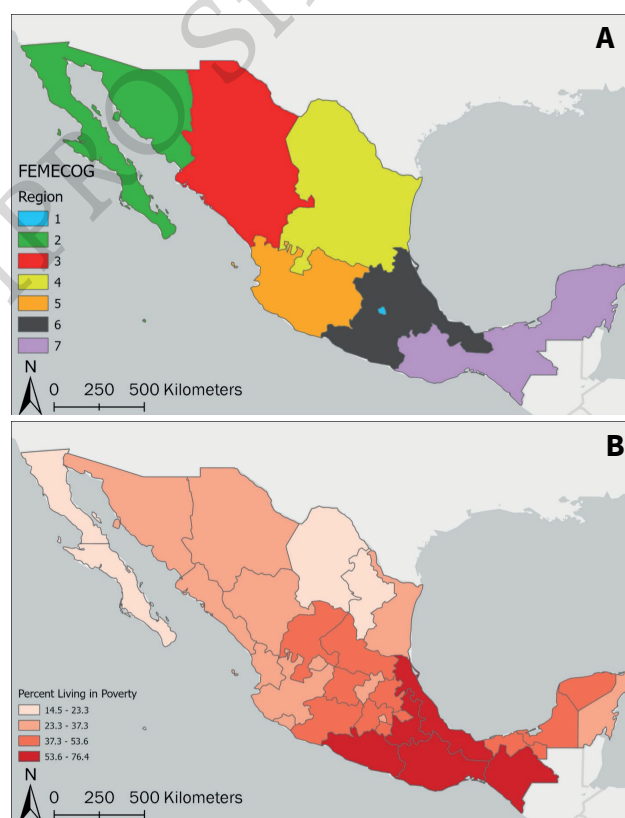 A
FEMECOG
Region
1
2
3
4
5
6
7
N
0 250 500 Kilometers
B
Percent Living in Poverty
14.5 - 23.3
23.3 - 37.3
37.3 - 53.6
53.6 - 76.4
N
0 250 500 Kilometers